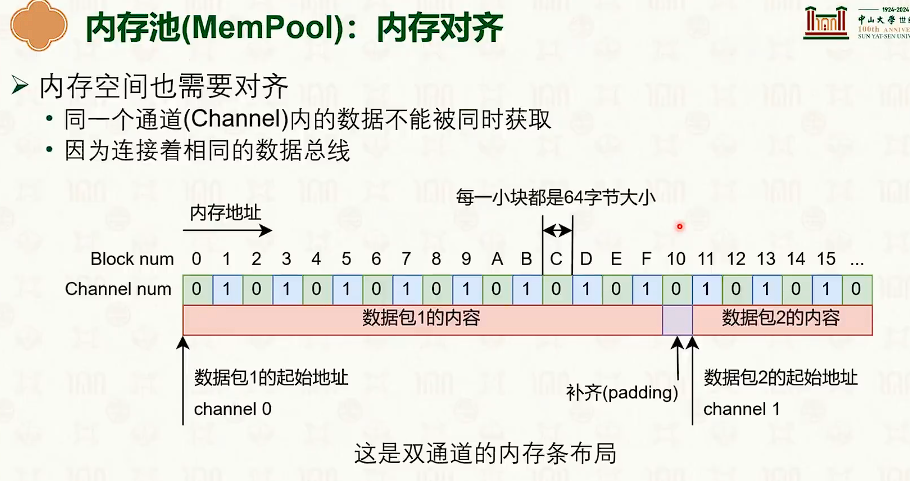 内存池(MemPool)：内存对齐
1924-2024
中山大学世
100th ANNIVE
SUN YAT-SEN UNIV
内存空间也需要对齐
同一个通道(Channel)内的数据不能被同时获取
因为连接着相同的数据总线
每一小块都是64字节大小
内存地址
Block num 0 1 2 3 4 5 6 7 8 9 A B C D E F 10 11 12 13 14 15 ...
Channel num 0 1 0 1 0 1 0 1 0 1 0 1 0 1 0 1 0 1 0 1 0 1 0
数据包1的内容 数据包2的内容
数据包1的起始地址
channel 0
补齐(padding)
数据包2的起始地址
channel 1
这是双通道的内存条布局